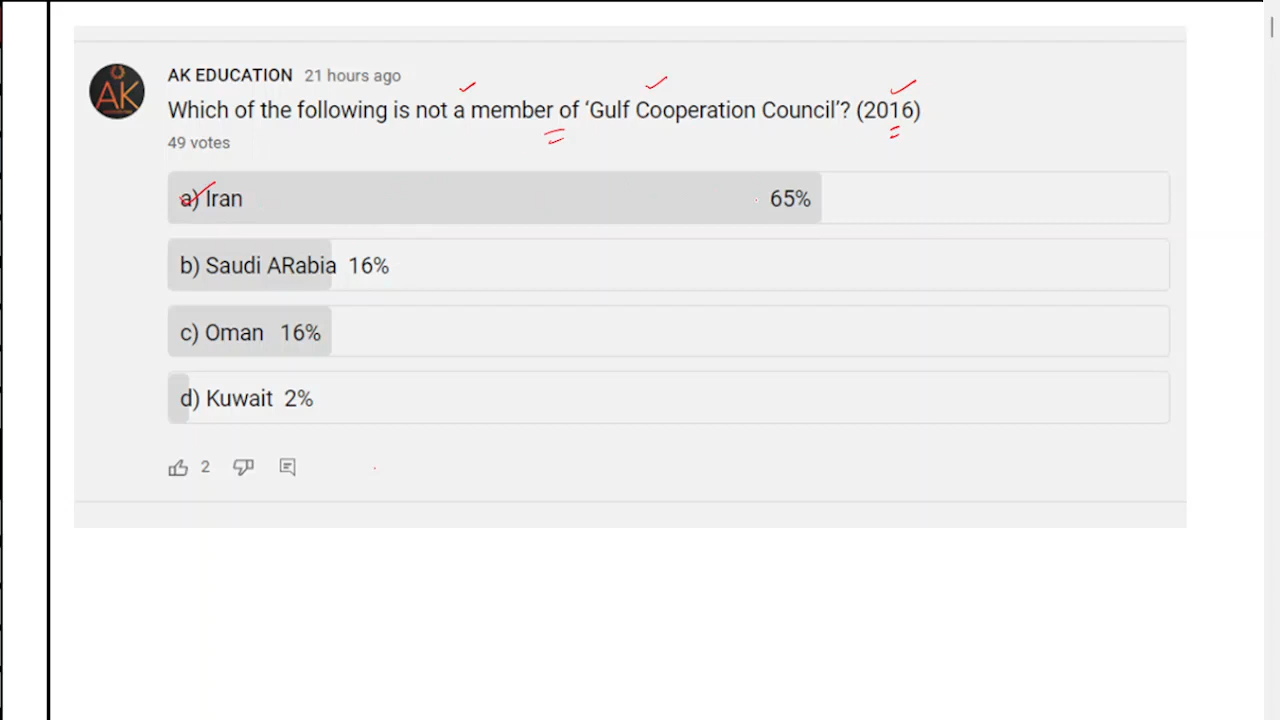 AK
AK EDUCATION 21 hours ago
Which of the following is not a member of ‘Gulf Cooperation Council’? (2016)
49 votes
a) Iran 65%
b) Saudi ARabia 16%
c) Oman 16%
d) Kuwait 2%
2